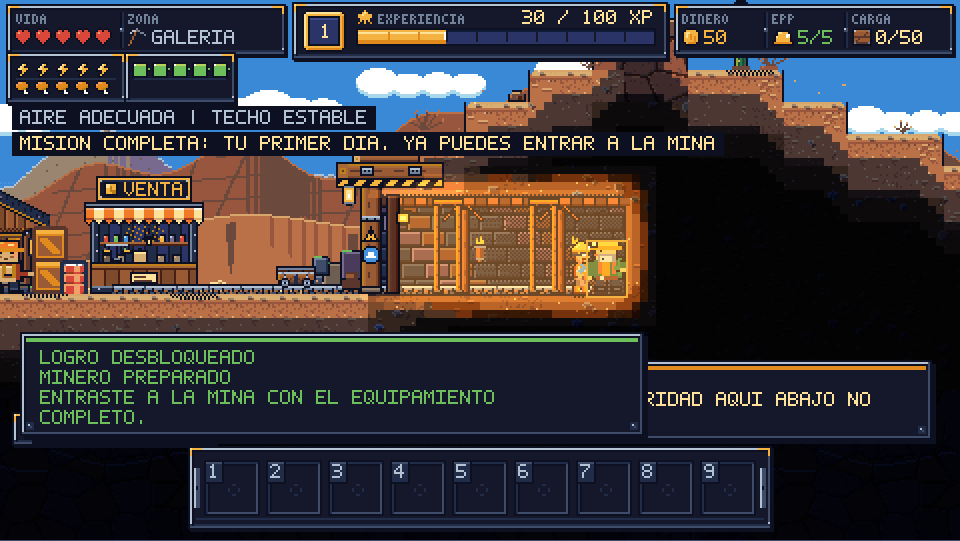 VIDA
ZONA
GALERIA
1
EXPERIENCIA
30 / 100 XP
DINERO
50
EPP
5/5
CARGA
0/50
AIRE ADECUADA | TECHO ESTABLE
MISION COMPLETA: TU PRIMER DIA. YA PUEDES ENTRAR A LA MINA
VENTA
LOGRO DESBLOQUEADO
MINERO PREPARADO
ENTRASTE A LA MINA CON EL EQUIPAMIENTO
COMPLETO.
RIDAD AQUI ABAJO NO
1 2 3 4 5 6 7 8 9